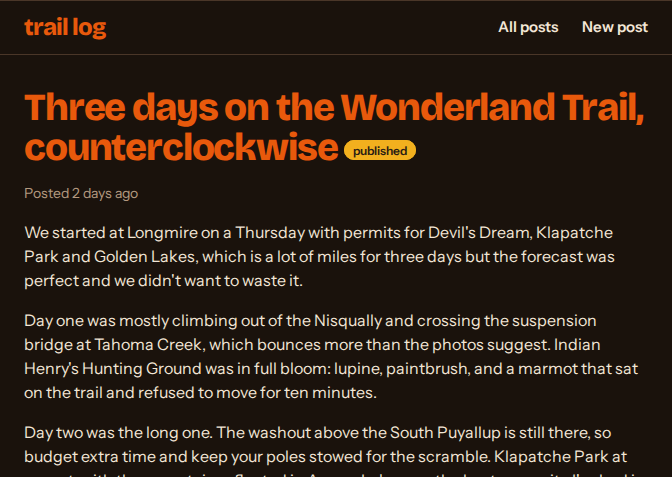 trail log
All posts
New post
Three days on the Wonderland Trail,
counterclockwise published
Posted 2 days ago
We started at Longmire on a Thursday with permits for Devil's Dream, Klapatche
Park and Golden Lakes, which is a lot of miles for three days but the forecast was
perfect and we didn't want to waste it.
Day one was mostly climbing out of the Nisqually and crossing the suspension
bridge at Tahoma Creek, which bounces more than the photos suggest. Indian
Henry's Hunting Ground was in full bloom: lupine, paintbrush, and a marmot that sat
on the trail and refused to move for ten minutes.
Day two was the long one. The washout above the South Puyallup is still there, so
budget extra time and keep your poles stowed for the scramble. Klapatche Park at